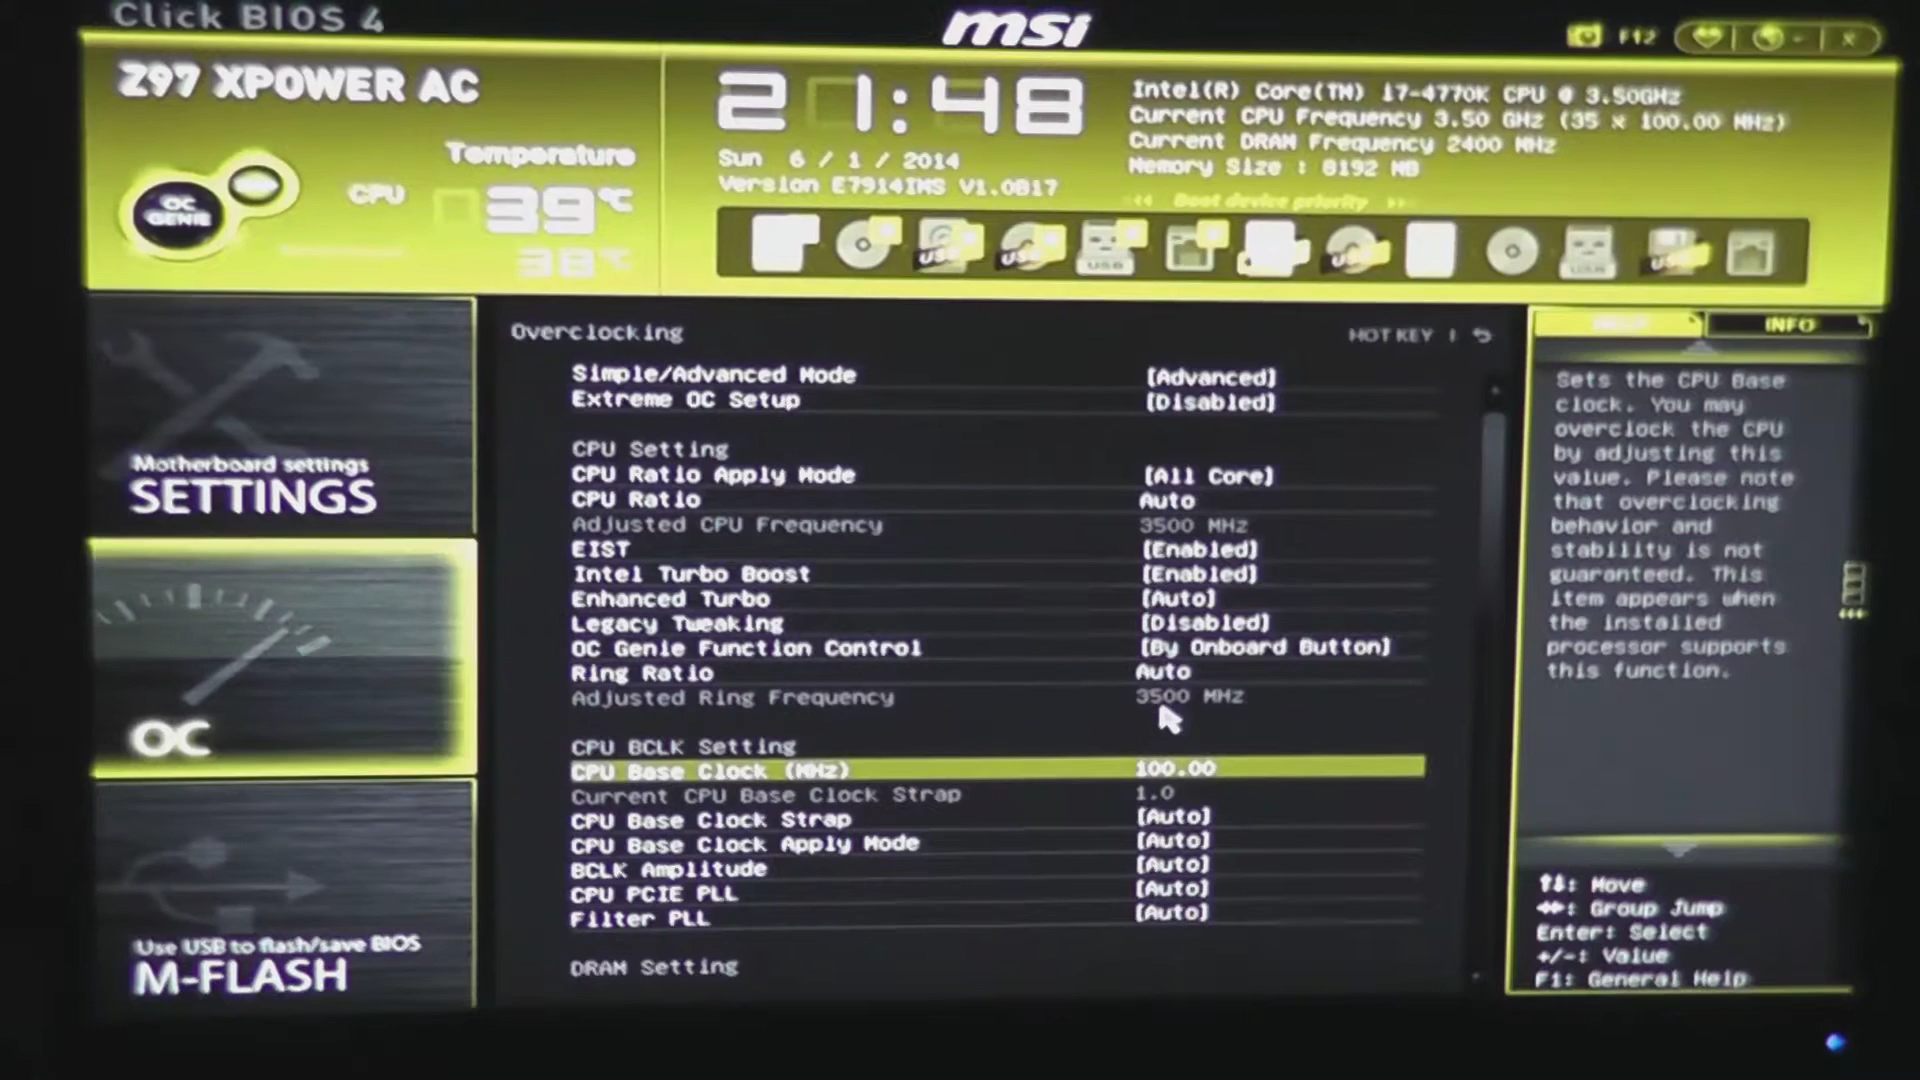 Click BIOS 4
msi
F12
Z97 XPOWER AC
21:48
Intel(R) Core(TM) i7-4770K CPU @ 3.50GHz
Current CPU Frequency 3.50 GHz (35 x 100.00 MHz)
Current DRAM Frequency 2400 MHz
Memory Size : 8192 MB
Temperature
Sun 6 / 1 / 2014
Version E7914IMS V1.0B17
OC
GENIE
CPU
39°C
38°C
Boot device priority
USB
USB
USB
USB
USB
USB
Overclocking
HOT KEY
INFO
Simple/Advanced Mode [Advanced]
Extreme OC Setup [Disabled]
CPU Setting
CPU Ratio Apply Mode [All Core]
CPU Ratio Auto
Adjusted CPU Frequency 3500 MHz
EIST [Enabled]
Intel Turbo Boost [Enabled]
Enhanced Turbo [Auto]
Legacy Tweaking [Disabled]
OC Genie Function Control [By Onboard Button]
Ring Ratio Auto
Adjusted Ring Frequency 3500 MHz
CPU BCLK Setting
CPU Base Clock (MHz) 100.00
Current CPU Base Clock Strap 1.0
CPU Base Clock Strap [Auto]
CPU Base Clock Apply Mode [Auto]
BCLK Amplitude [Auto]
CPU PCIE PLL [Auto]
Filter PLL [Auto]
DRAM Setting
Motherboard settings
SETTINGS
OC
Use USB to flash/save BIOS
M-FLASH
Sets the CPU Base
clock. You may
overclock the CPU
by adjusting this
value. Please note
that overclocking
behavior and
stability is not
guaranteed. This
item appears when
the installed
processor supports
this function.
↑↓: Move
: Group Jump
Enter: Select
+/-: Value
F1: General Help